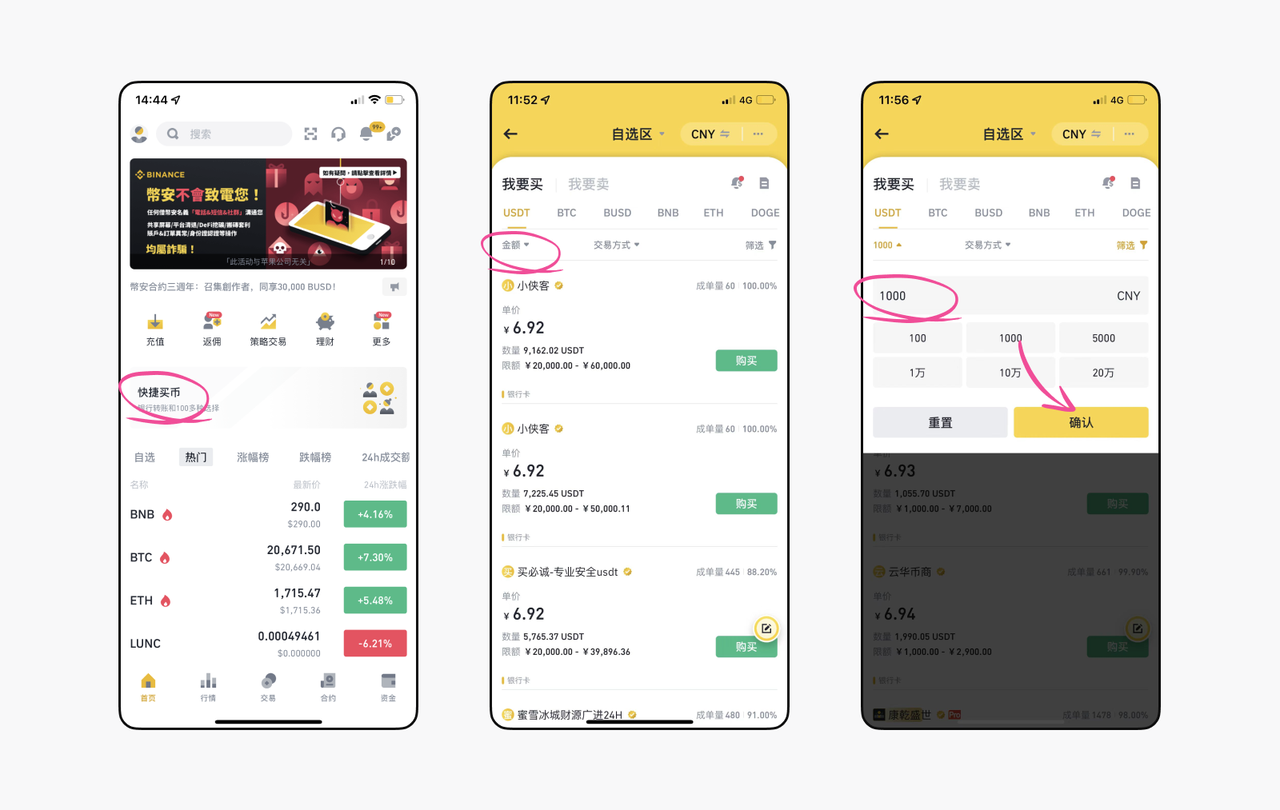 14:44
搜索
99+
BINANCE
如有疑問,請點擊查看詳情
幣安不會致電您!
任何借幣安名義「電話&短信&社群」溝通您
共享屏幕/平台清退/DeFi挖礦/搬磚套利
賬戶&訂單異常/身份證認證等操作
均屬詐騙!
「此活动与苹果公司无关」
1/10
幣安合約三週年:召集創作者,同享30,000 BUSD!
New
New
充值
返佣
策略交易
理财
更多
快捷买币
银行转账和100多种选择
自选
热门
涨幅榜
跌幅榜
24h成交额
名称
最新价
24h涨跌幅
BNB
290.0
$290.00
+4.16%
BTC
20,671.50
$20,669.04
+7.30%
ETH
1,715.47
$1,715.36
+5.48%
LUNC
0.00049461
$0.000000
-6.21%
首页
行情
交易
合约
资金
11:52
4G
自选区
CNY
我要买
我要卖
USDT
BTC
BUSD
BNB
ETH
DOGE
金额
交易方式
筛选
小 小侠客
成单量 60 | 100.00%
单价
¥ 6.92
数量 9,162.02 USDT
限额 ¥20,000.00 - ¥60,000.00
购买
银行卡
小 小侠客
成单量 60 | 100.00%
单价
¥ 6.92
数量 7,225.45 USDT
限额 ¥20,000.00 - ¥50,000.11
购买
银行卡
买 买必诚-专业安全usdt
成单量 445 | 88.20%
单价
¥ 6.92
数量 5,765.37 USDT
限额 ¥20,000.00 - ¥39,896.36
购买
银行卡
蜜 蜜雪冰城财源广进24H
成单量 480 | 91.00%
11:56
4G
自选区
CNY
我要买
我要卖
USDT
BTC
BUSD
BNB
ETH
DOGE
1000
交易方式
筛选
1000
CNY
100
1000
5000
1万
10万
20万
重置
确认
¥ 6.93
数量 1,055.70 USDT
限额 ¥1,000.00 - ¥7,000.00
购买
银行卡
云 云华币商
成单量 661 | 99.90%
单价
¥ 6.94
数量 1,990.05 USDT
限额 ¥1,000.00 - ¥2,900.00
购买
银行卡
康乾盛世
Pro
成单量 1478 | 98.00%